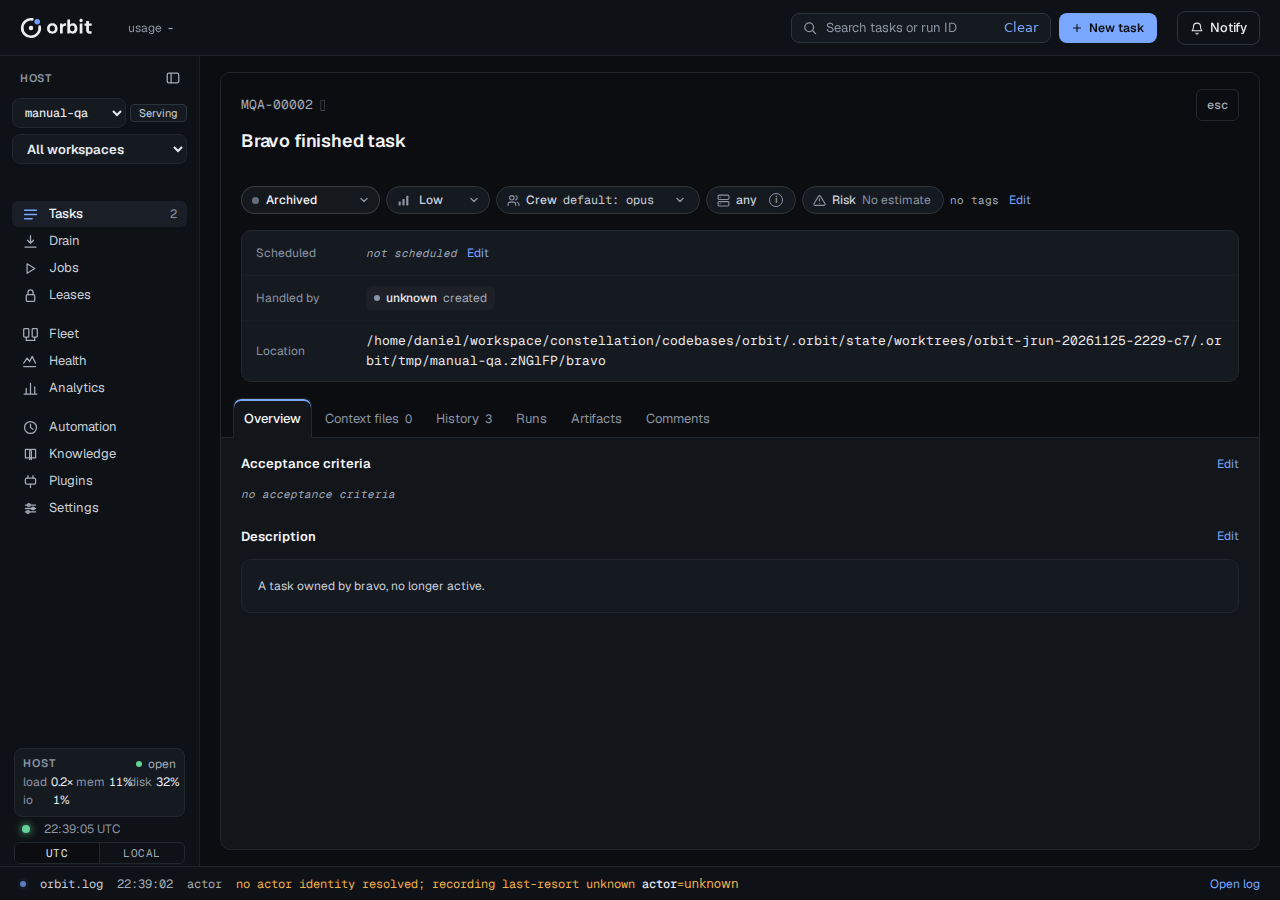 orbit
usage -
Search tasks or run ID
Clear
+ New task
Notify
HOST
manual-qa
Serving
All workspaces
Tasks 2
Drain
Jobs
Leases
Fleet
Health
Analytics
Automation
Knowledge
Plugins
Settings
HOST
open
load 0.2× mem 11% disk 32%
io 1%
22:39:05 UTC
UTC
LOCAL
MQA-00002
esc
Bravo finished task
Archived
Low
Crew default: opus
any
Risk No estimate
no tags
Edit
Scheduled
not scheduled Edit
Handled by
unknown created
Location
/home/daniel/workspace/constellation/codebases/orbit/.orbit/state/worktrees/orbit-jrun-20261125-2229-c7/.or
bit/tmp/manual-qa.zNGlFP/bravo
Overview
Context files 0
History 3
Runs
Artifacts
Comments
Acceptance criteria
Edit
no acceptance criteria
Description
Edit
A task owned by bravo, no longer active.
orbit.log 22:39:02 actor no actor identity resolved; recording last-resort unknown actor=unknown
Open log